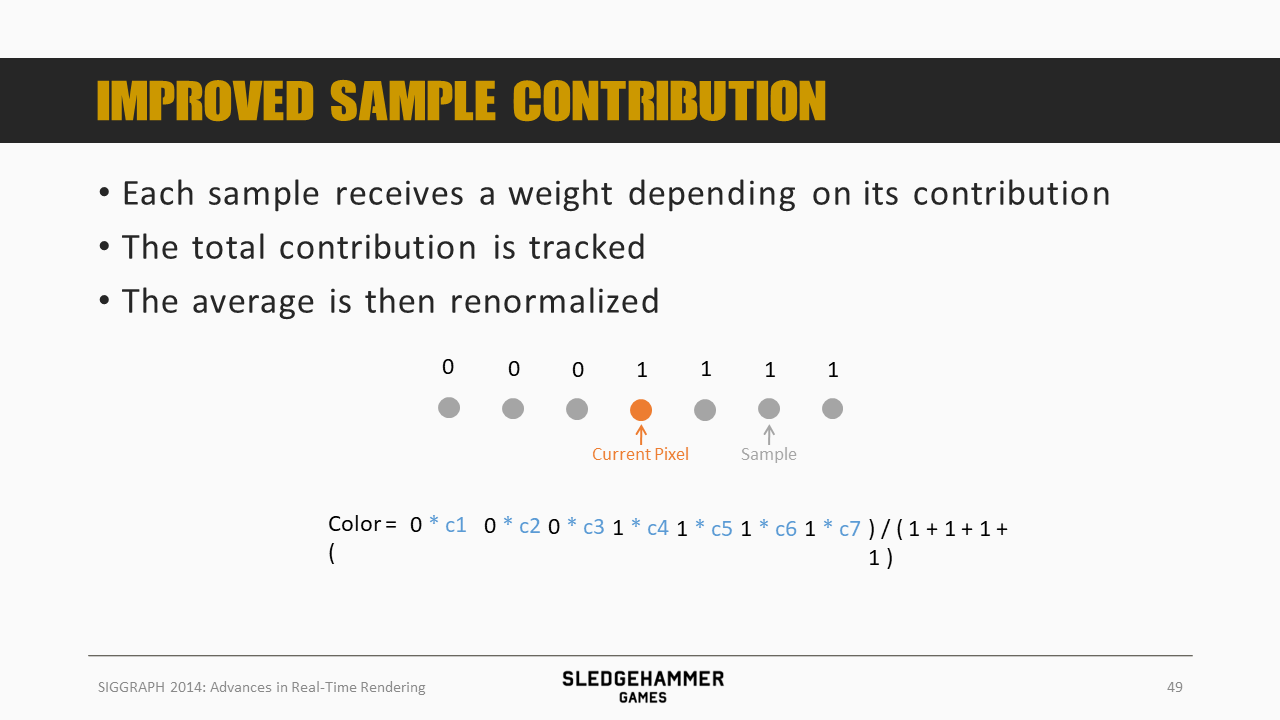 IMPROVED SAMPLE CONTRIBUTION
• Each sample receives a weight depending on its contribution
• The total contribution is tracked
• The average is then renormalized
0 0 0 1 1 1 1
Current Pixel Sample
Color = 0 * c1 0 * c2 0 * c3 1 * c4 1 * c5 1 * c6 1 * c7 ) / ( 1 + 1 + 1 +
( 1 )
SIGGRAPH 2014: Advances in Real-Time Rendering
SLEDGEHAMMER
GAMES
49